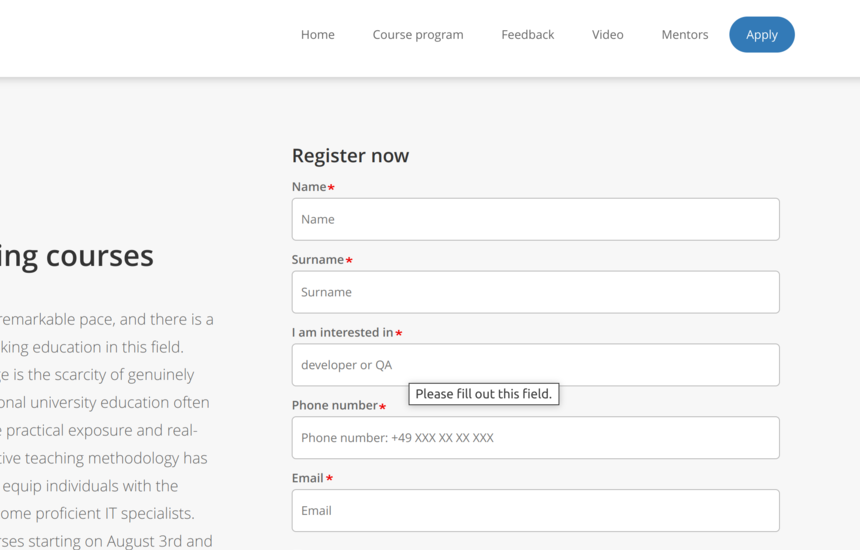 Home Course program Feedback Video Mentors Apply
ing courses
remarkable pace, and there is a
king education in this field.
e is the scarcity of genuinely
onal university education often
e practical exposure and real-
tive teaching methodology has
equip individuals with the
ome proficient IT specialists.
rses starting on August 3rd and
Register now
Name*
Name
Surname*
Surname
I am interested in*
developer or QA
Please fill out this field.
Phone number*
Phone number: +49 XXX XX XX XXX
Email*
Email